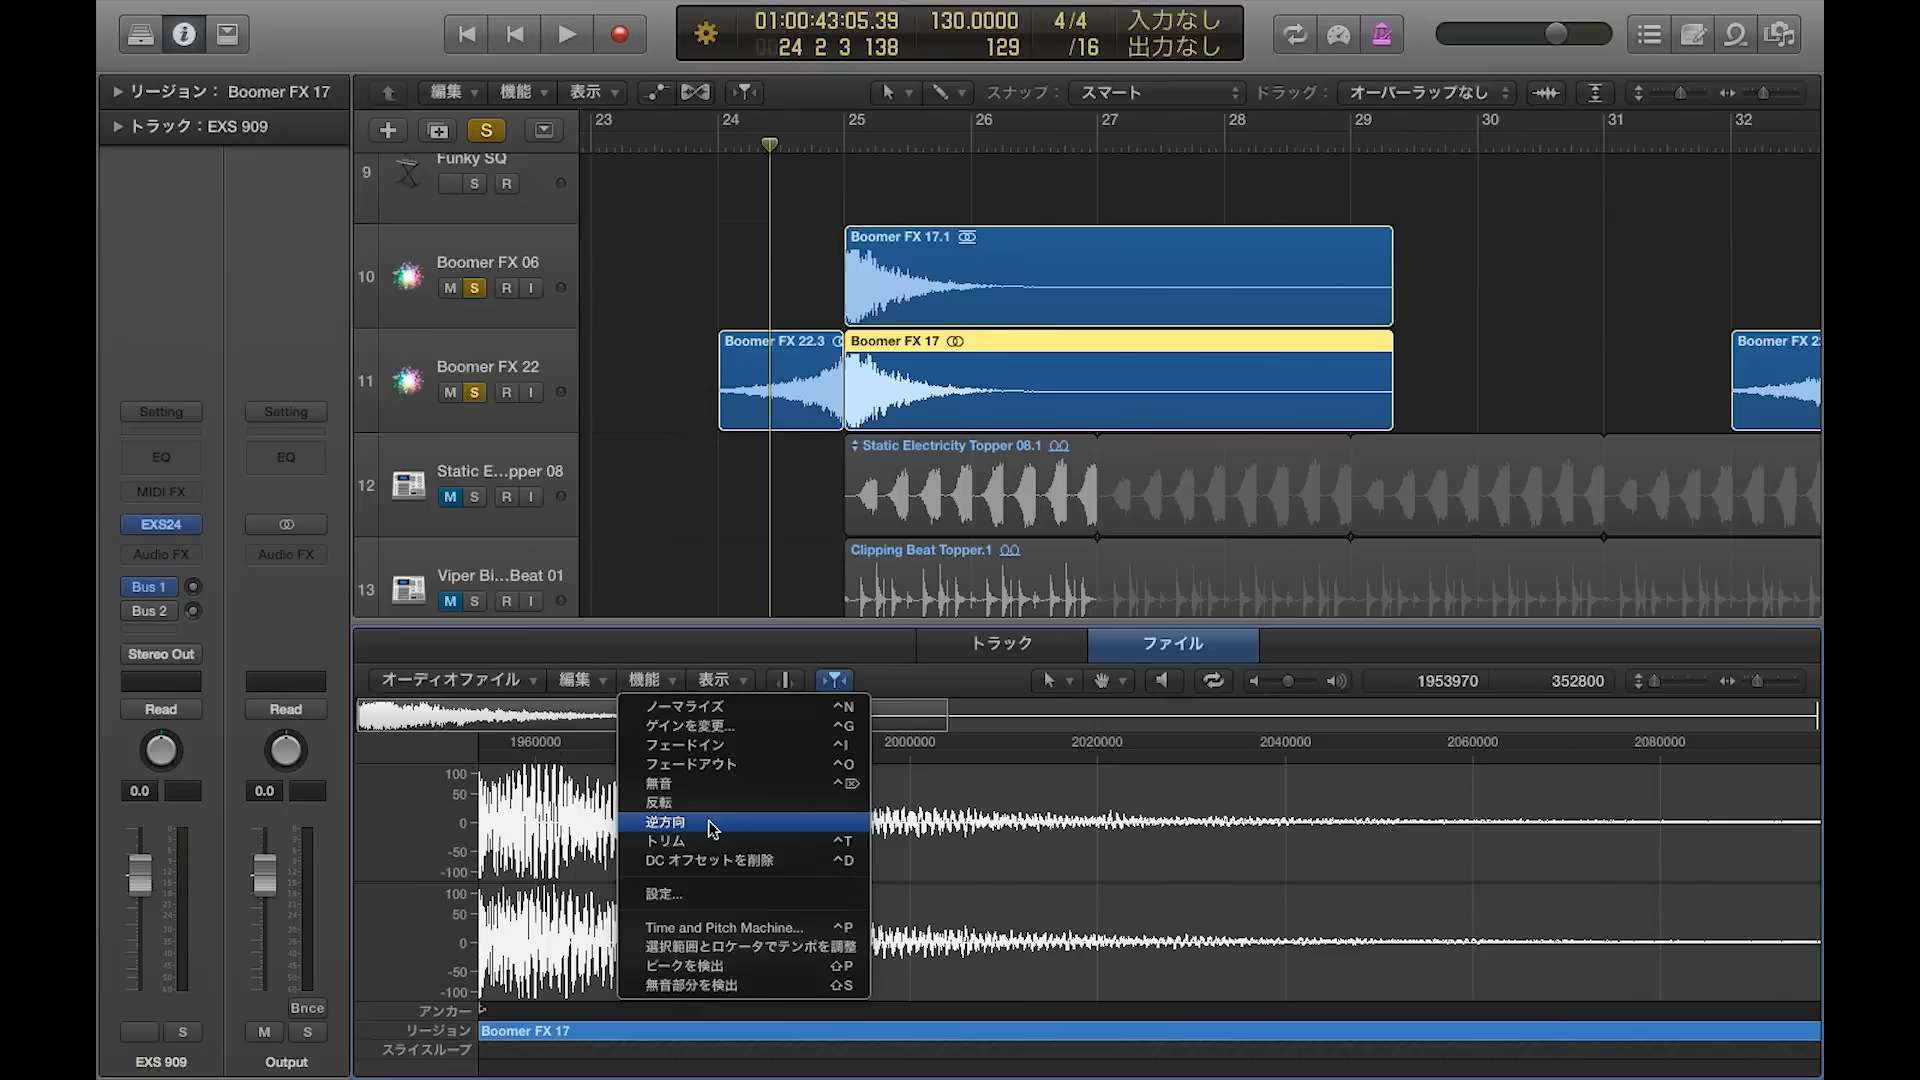 01:00:43:05.39 130.0000 4/4 入力なし
24 2 3 138 129 /16 出力なし
リージョン： Boomer FX 17
トラック：EXS 909
編集 機能 表示 スナップ： スマート ドラッグ： オーバーラップなし
S
23 24 25 26 27 28 29 30 31 32
9 Funky SQ
S R
10 Boomer FX 06
M S R I
Boomer FX 17.1
11 Boomer FX 22
M S R I
Boomer FX 22.3
Boomer FX 17
Boomer FX 2
12 Static E...pper 08
M S R I
Static Electricity Topper 08.1
13 Viper Bi...Beat 01
M S R I
Clipping Beat Topper.1
Setting Setting
EQ EQ
MIDI FX
EXS24
Audio FX Audio FX
Bus 1
Bus 2
Stereo Out
Read Read
0.0 0.0
Bnce
S M S
EXS 909 Output
トラック ファイル
オーディオファイル 編集 機能 表示 1953970 352800
ノーマライズ ^N
ゲインを変更... ^G
フェードイン ^I
フェードアウト ^O
無音 ^⌦
反転
逆方向
トリム ^T
DC オフセットを削除 ^D
設定...
Time and Pitch Machine... ^P
選択範囲とロケータでテンポを調整
ピークを検出 ⇧P
無音部分を検出 ⇧S
1960000 2000000 2020000 2040000 2060000 2080000
100
50
0
-50
-100
100
50
0
-50
-100
アンカー
リージョン Boomer FX 17
スライスループ